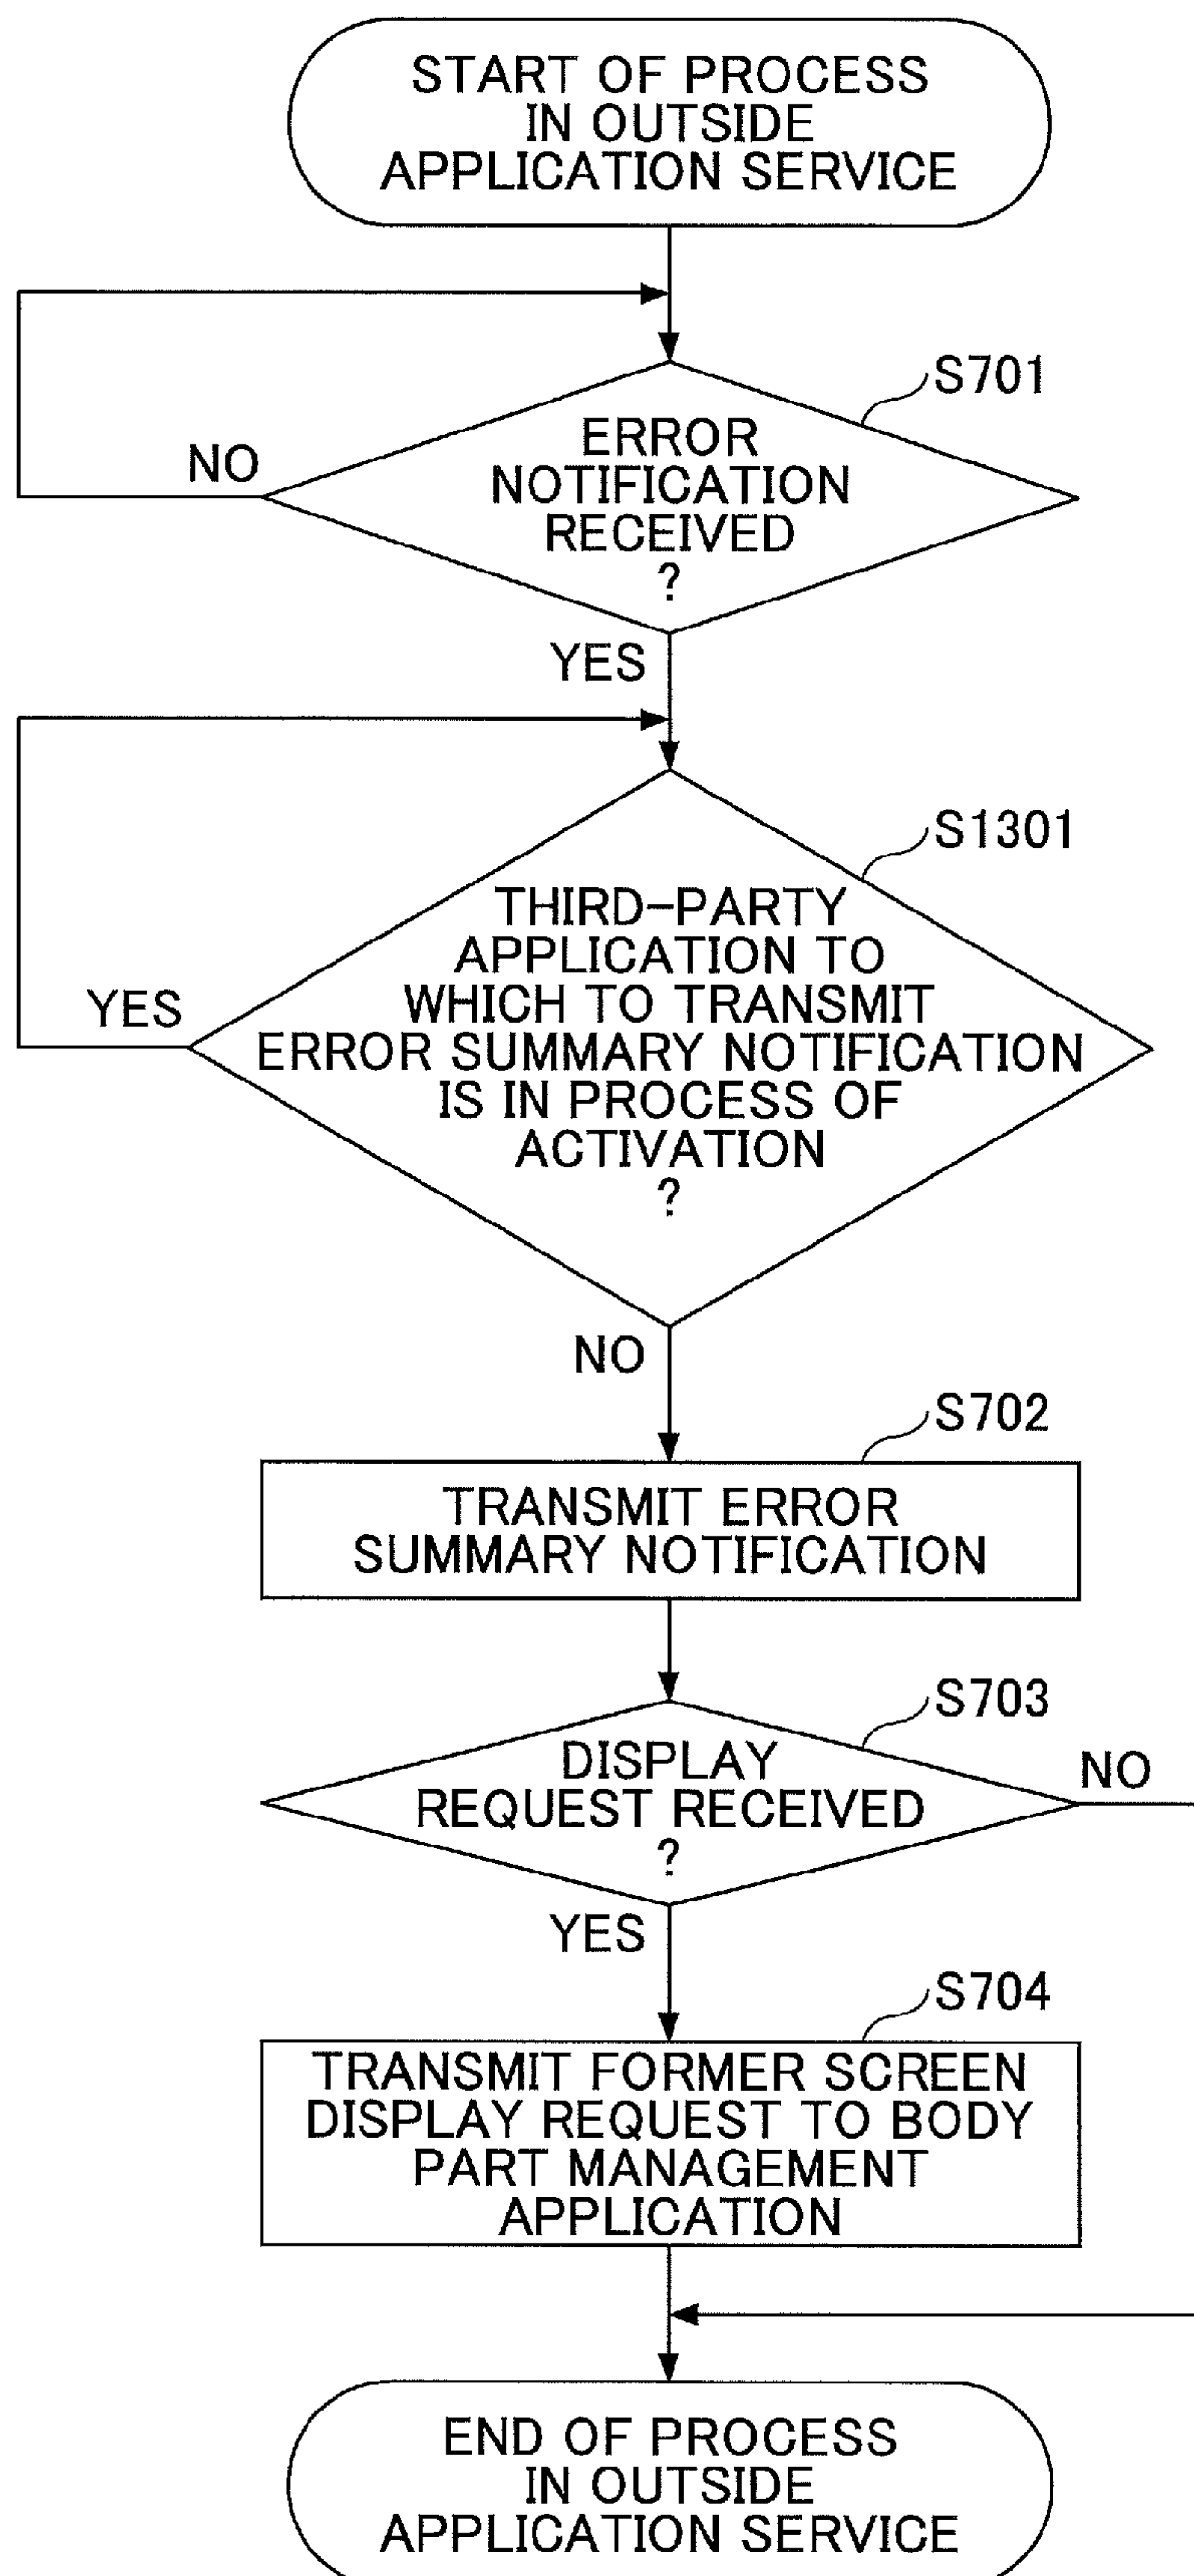 START OF PROCESS
IN OUTSIDE
APPLICATION SERVICE
S701
ERROR
NOTIFICATION
RECEIVED
?
NO
YES
S1301
THIRD-PARTY
APPLICATION TO
WHICH TO TRANSMIT
ERROR SUMMARY NOTIFICATION
IS IN PROCESS OF
ACTIVATION
?
YES
NO
S702
TRANSMIT ERROR
SUMMARY NOTIFICATION
S703
DISPLAY
REQUEST RECEIVED
?
NO
YES
S704
TRANSMIT FORMER SCREEN
DISPLAY REQUEST TO BODY
PART MANAGEMENT
APPLICATION
END OF PROCESS
IN OUTSIDE
APPLICATION SERVICE